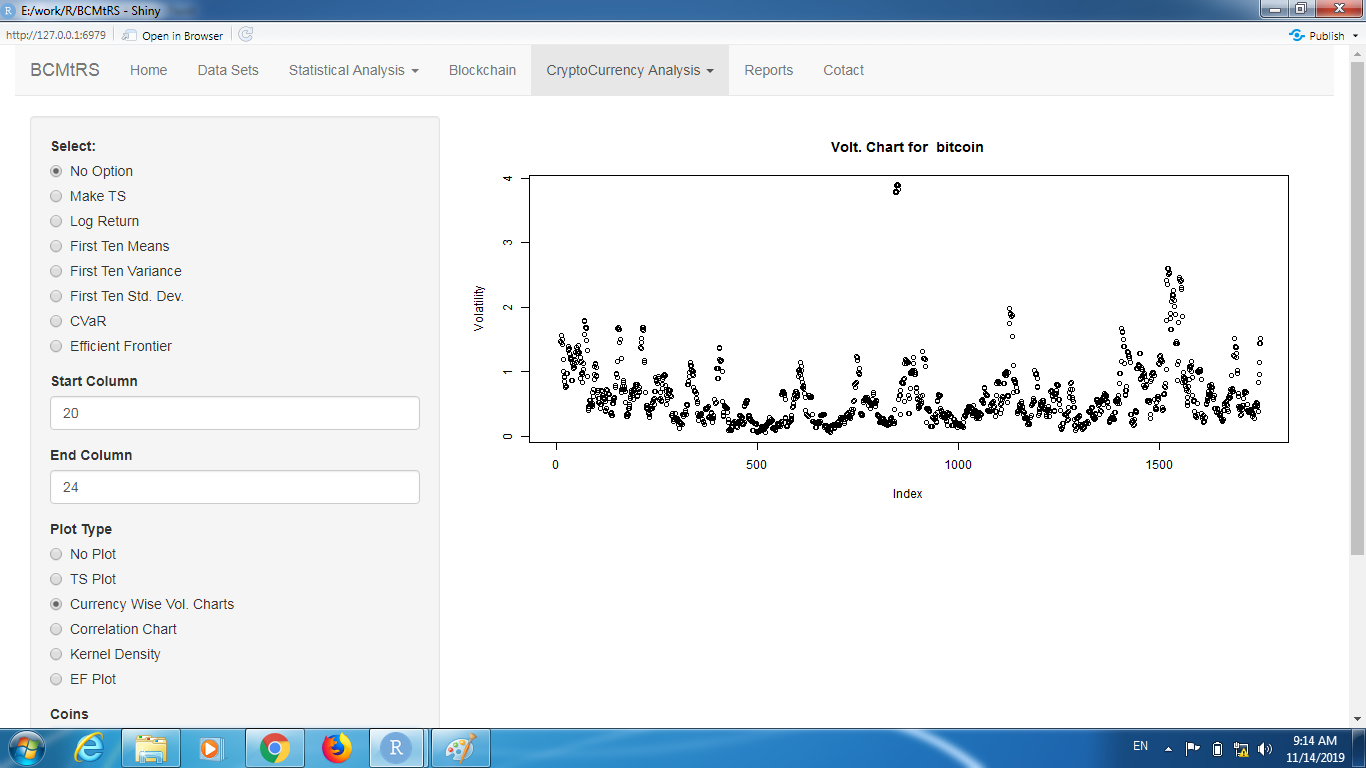 E:/work/R/BCMtRS - Shiny
http://127.0.0.1:6979 Open in Browser Publish
BCMtRS Home Data Sets Statistical Analysis Blockchain CryptoCurrency Analysis Reports Cotact
Select:
No Option
Make TS
Log Return
First Ten Means
First Ten Variance
First Ten Std. Dev.
CVaR
Efficient Frontier
Start Column
20
End Column
24
Plot Type
No Plot
TS Plot
Currency Wise Vol. Charts
Correlation Chart
Kernel Density
EF Plot
Coins
Volt. Chart for bitcoin
Volatility
4
3
2
1
0
0 500 1000 1500
Index
R
EN
9:14 AM
11/14/2019